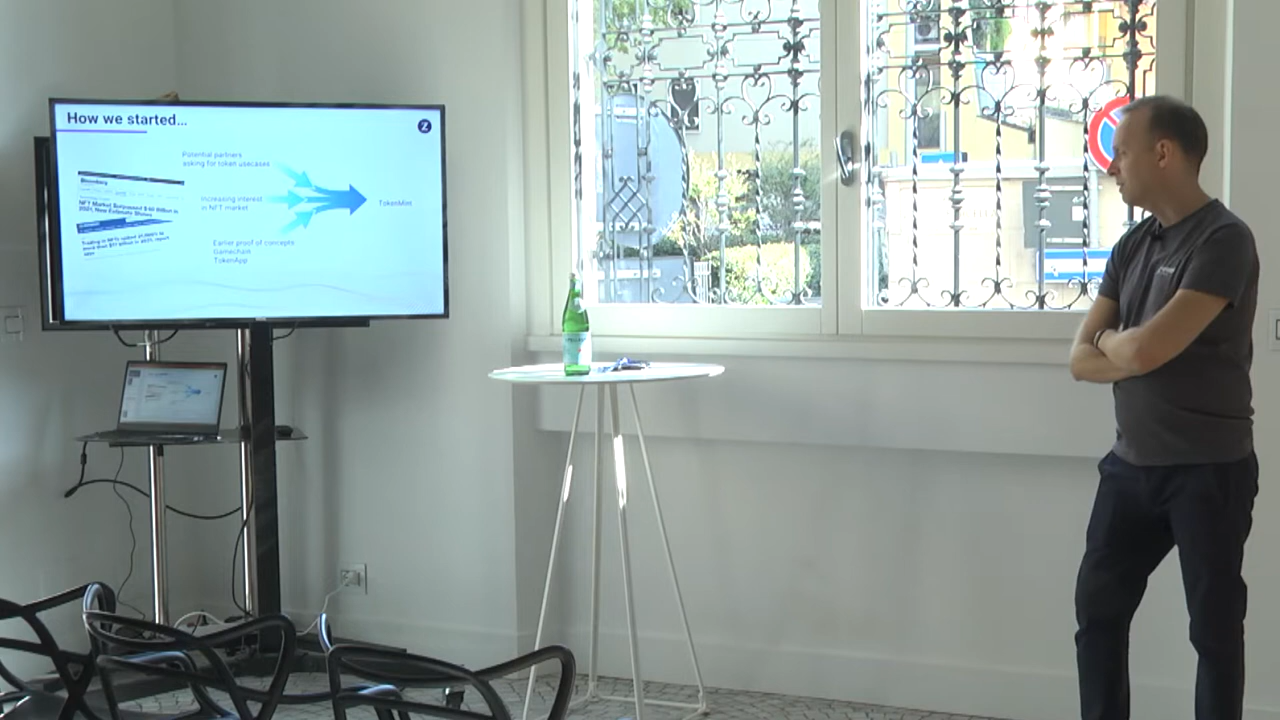 How we started...
Z
Potential partners
asking for token usecases
Bloomberg
NFT Market Surpassed $40 Billion in
2021, New Estimate Shows
Increasing interest
in NFT market
TokenMint
Trading in NFTs spiked 21,000% to
more than $17 billion in 2021, report
says
Earlier proof of concepts
Gamechain
TokenApp